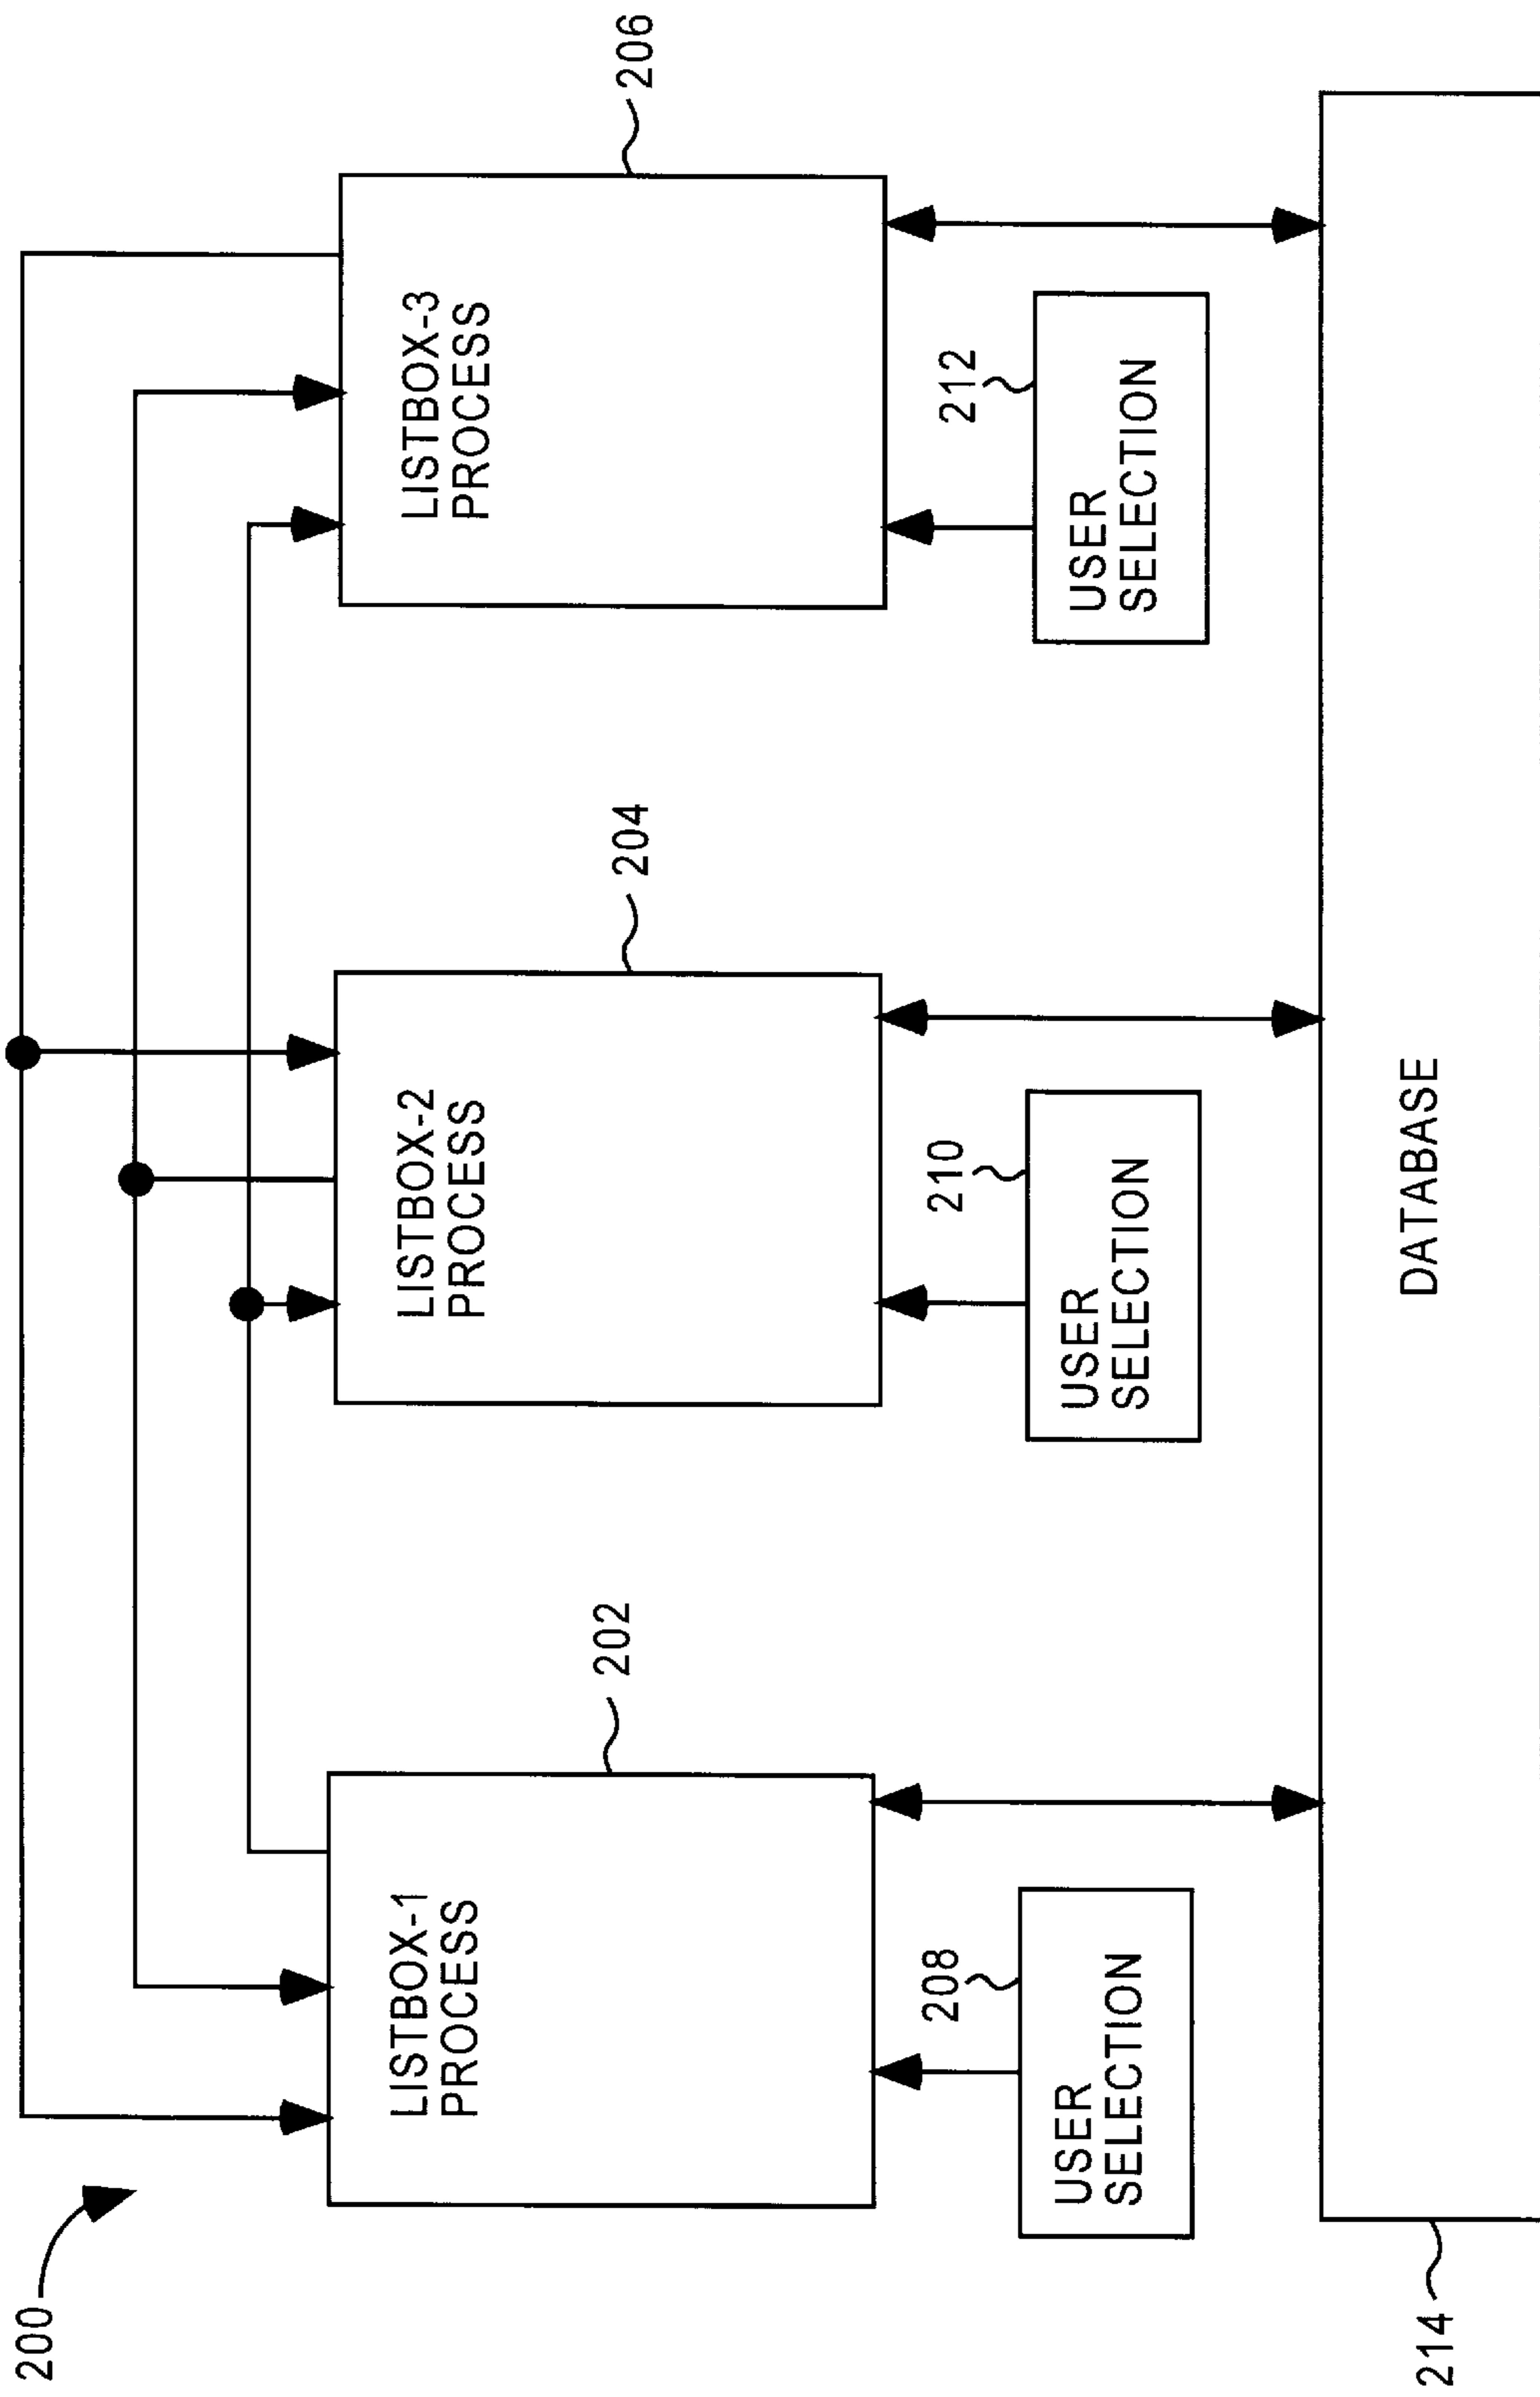 200
LISTBOX-1
PROCESS
202
LISTBOX-2
PROCESS
204
LISTBOX-3
PROCESS
206
208
USER
SELECTION
210
USER
SELECTION
212
USER
SELECTION
214
DATABASE